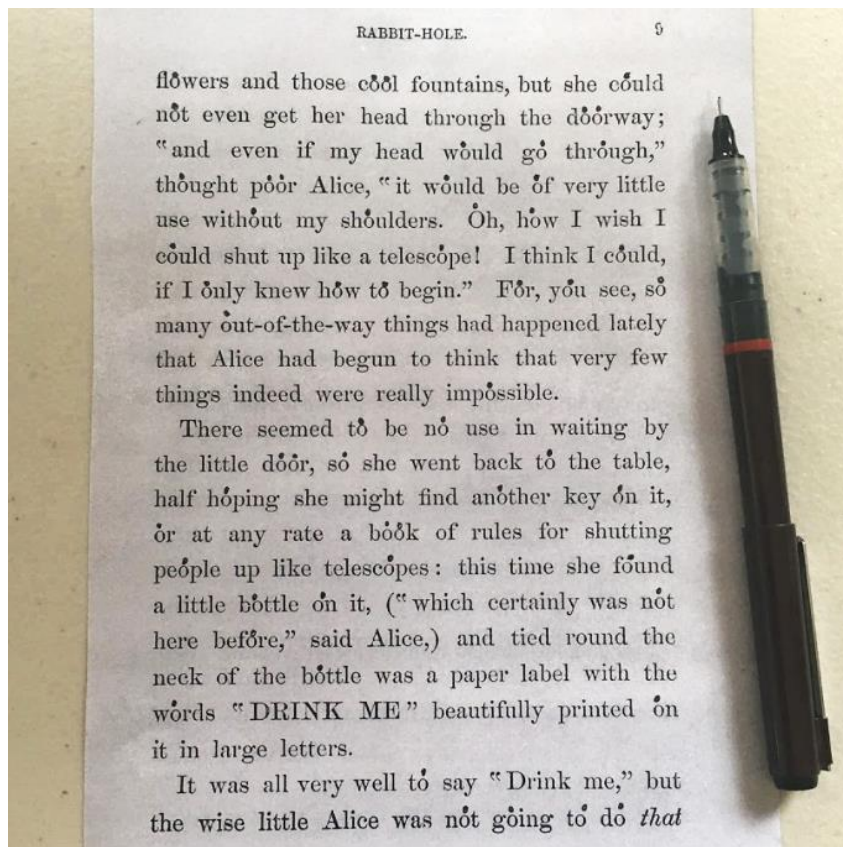 RABBIT-HOLE. 9
flowers and those cool fountains, but she could
not even get her head through the doorway;
“and even if my head would go through,”
thought poor Alice, “it would be of very little
use without my shoulders. Oh, how I wish I
could shut up like a telescope! I think I could,
if I only knew how to begin.” For, you see, so
many out-of-the-way things had happened lately
that Alice had begun to think that very few
things indeed were really impossible.
There seemed to be no use in waiting by
the little door, so she went back to the table,
half hoping she might find another key on it,
or at any rate a book of rules for shutting
people up like telescopes: this time she found
a little bottle on it, (“which certainly was not
here before,” said Alice,) and tied round the
neck of the bottle was a paper label with the
words “DRINK ME” beautifully printed on
it in large letters.
It was all very well to say “Drink me,” but
the wise little Alice was not going to do that